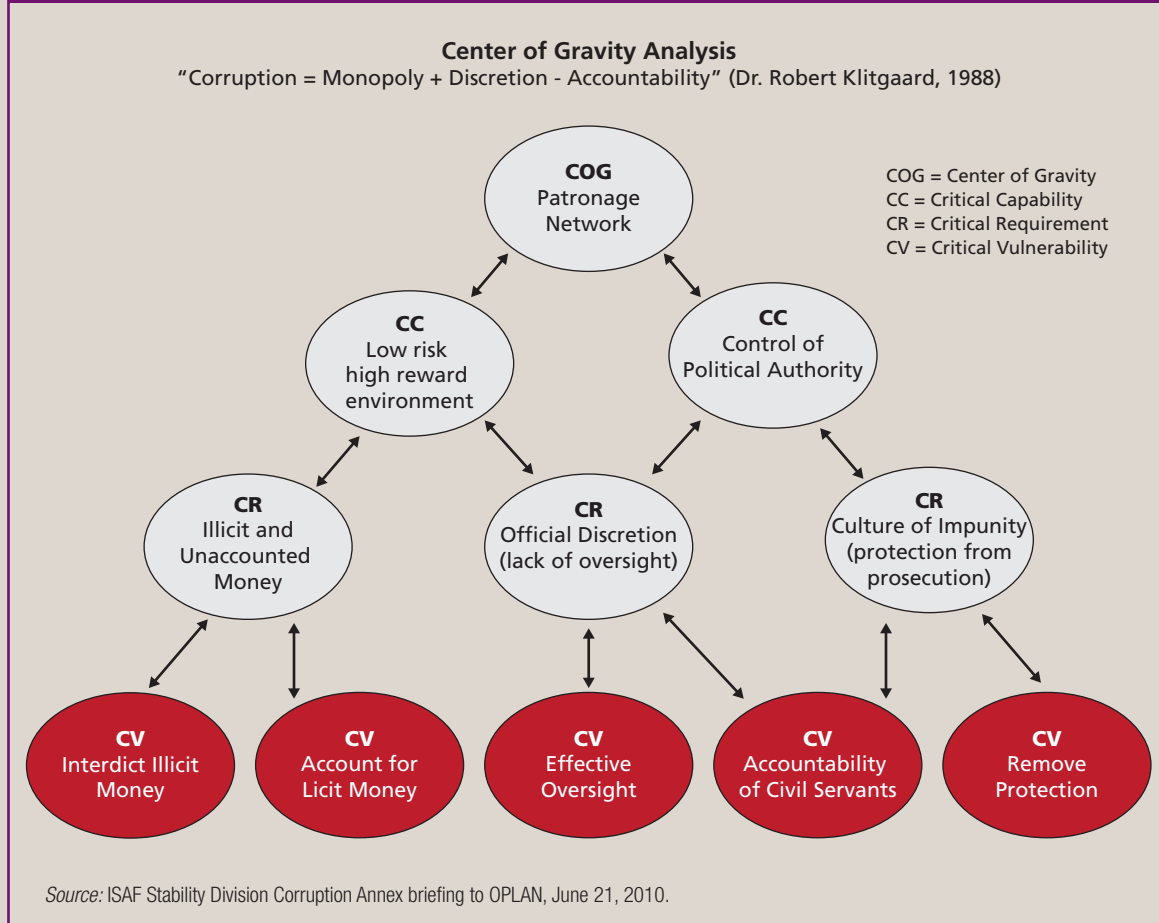 Center of Gravity Analysis
“Corruption = Monopoly + Discretion - Accountability” (Dr. Robert Klitgaard, 1988)
COG
Patronage
Network
COG = Center of Gravity
CC = Critical Capability
CR = Critical Requirement
CV = Critical Vulnerability
CC
Low risk
high reward
environment
CC
Control of
Political Authority
CR
Illicit and
Unaccounted
Money
CR
Official Discretion
(lack of oversight)
CR
Culture of Impunity
(protection from
prosecution)
CV
Interdict Illicit
Money
CV
Account for
Licit Money
CV
Effective
Oversight
CV
Accountability
of Civil Servants
CV
Remove
Protection
Source: ISAF Stability Division Corruption Annex briefing to OPLAN, June 21, 2010.